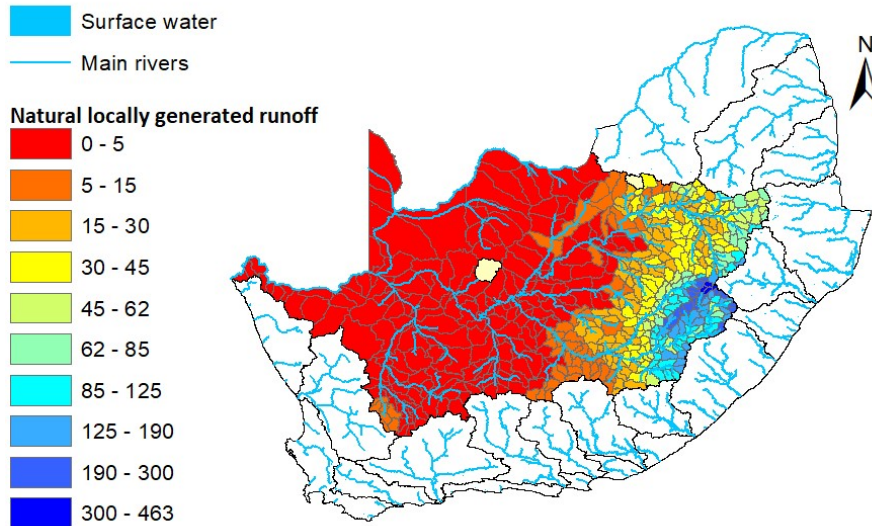 Surface water
Main rivers
N
Natural locally generated runoff
0 - 5
5 - 15
15 - 30
30 - 45
45 - 62
62 - 85
85 - 125
125 - 190
190 - 300
300 - 463